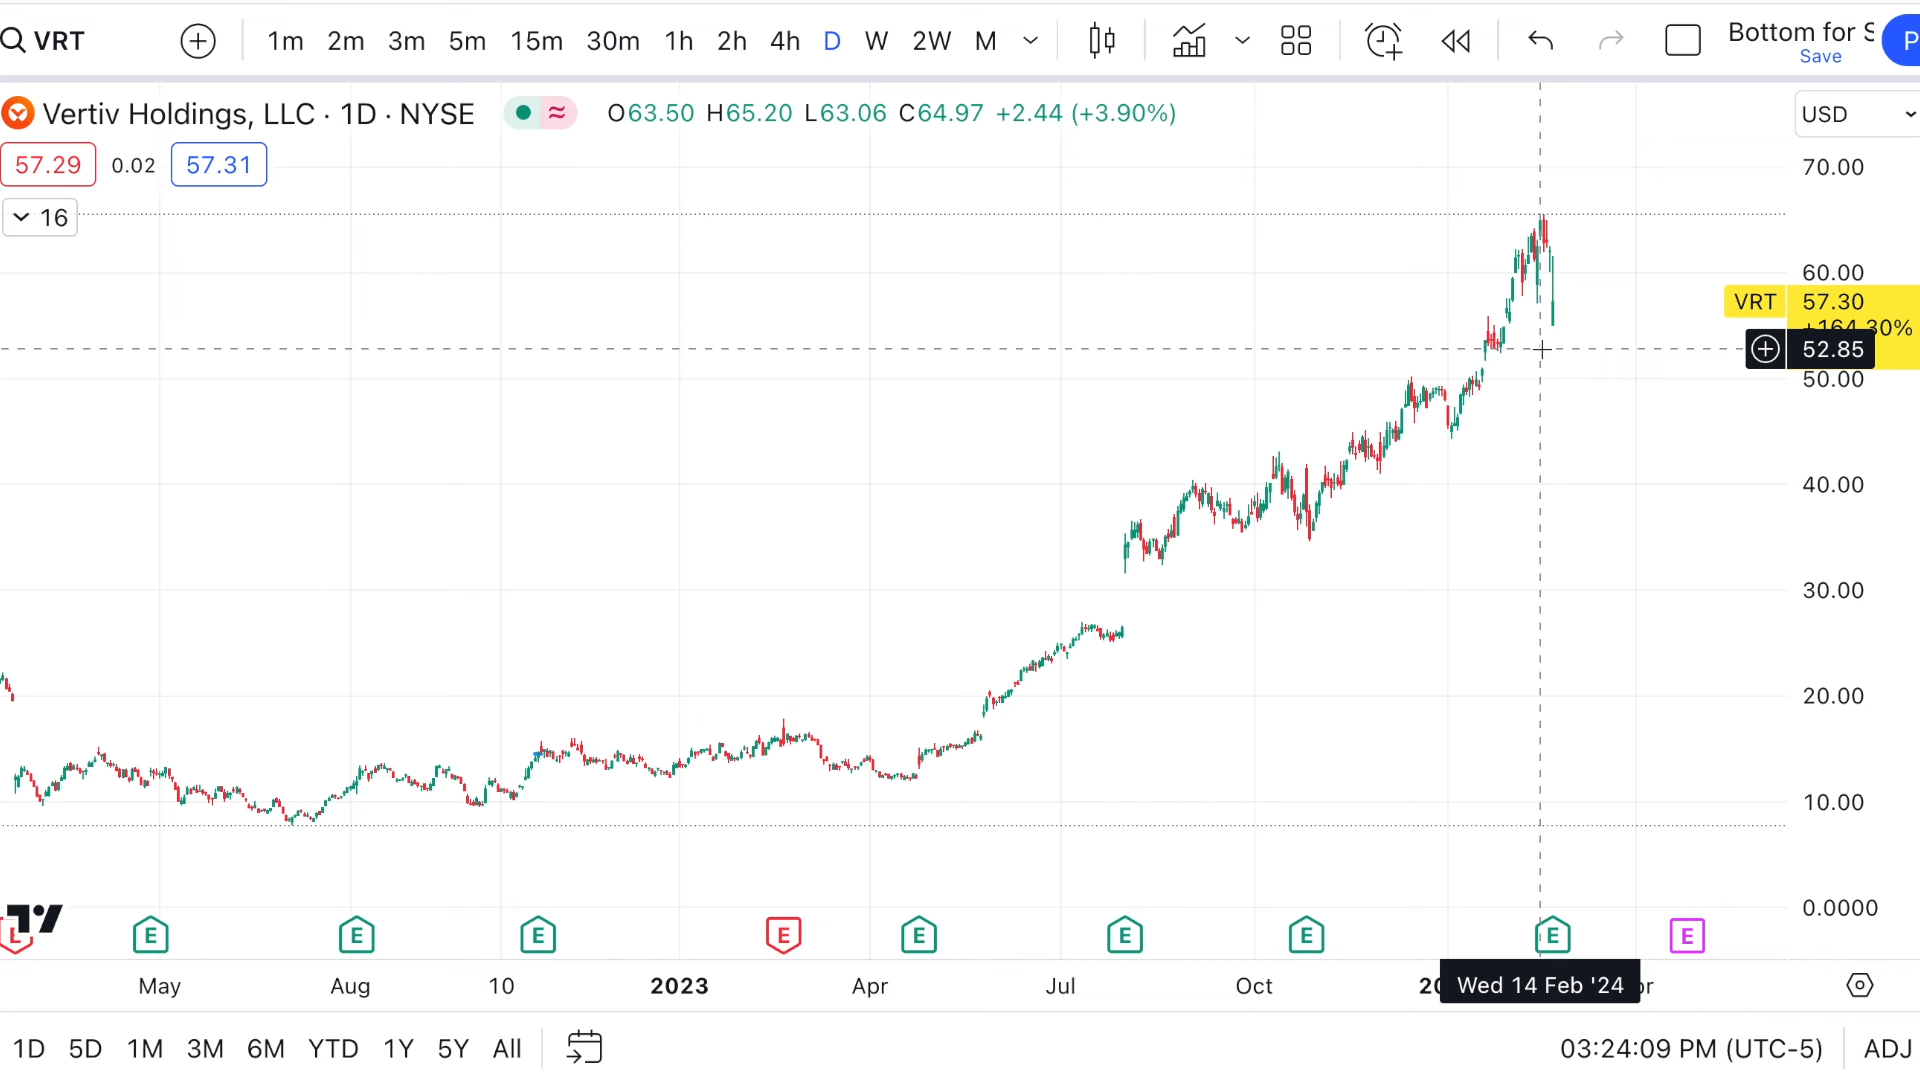 VRT 1m 2m 3m 5m 15m 30m 1h 2h 4h D W 2W M Bottom for S P
Save
Vertiv Holdings, LLC · 1D · NYSE O63.50 H65.20 L63.06 C64.97 +2.44 (+3.90%) USD
57.29 0.02 57.31
16
70.00
60.00
VRT 57.30
+164.30%
52.85
50.00
40.00
30.00
20.00
10.00
0.0000
L E E E E E E E E E
May Aug 10 2023 Apr Jul Oct 20 Wed 14 Feb '24 pr
1D 5D 1M 3M 6M YTD 1Y 5Y All 03:24:09 PM (UTC-5) ADJ